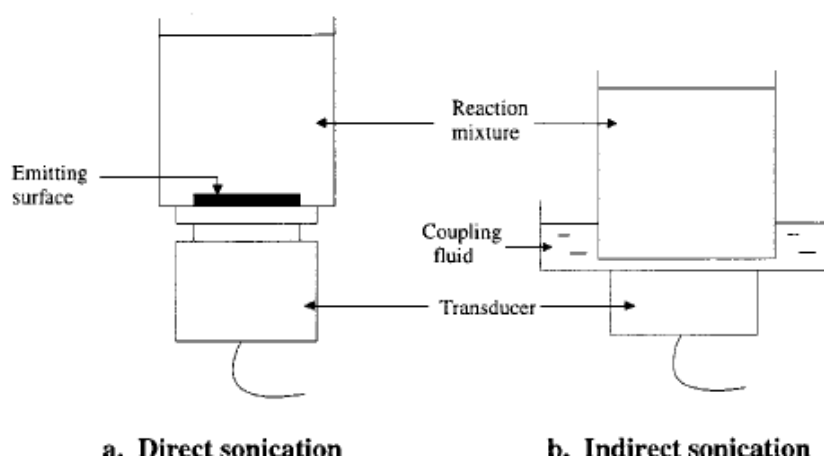 Reaction
mixture
Emitting
surface
Coupling
fluid
Transducer
a. Direct sonication
b. Indirect sonication